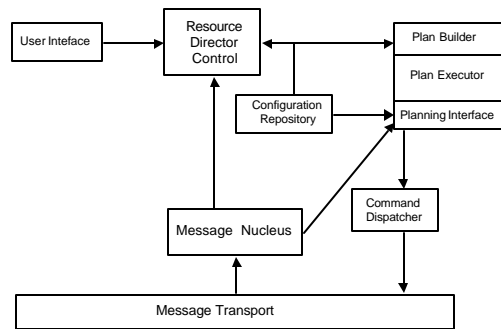 User Inteface
Resource
Director
Control
Plan Builder
Plan Executor
Planning Interface
Configuration
Repository
Command
Dispatcher
Message Nucleus
Message Transport